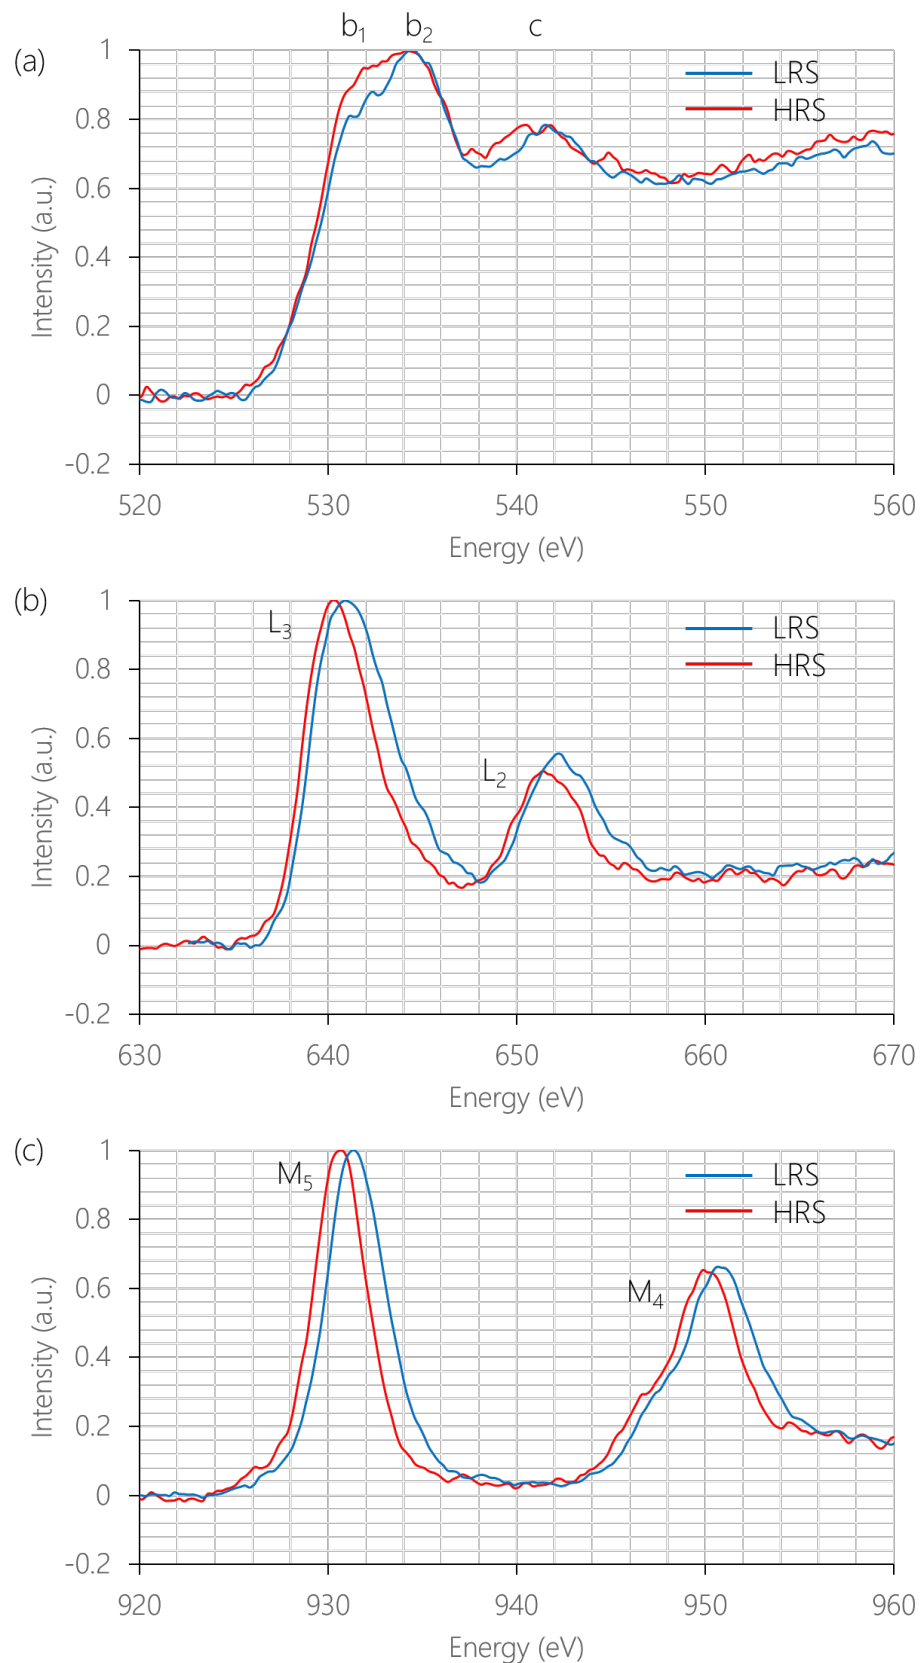 (a)
b₁ b₂ c
1
0.8
0.6
0.4
0.2
0
-0.2
Intensity (a.u.)
LRS
HRS
520 530 540 550 560
Energy (eV)
(b)
1
0.8
0.6
0.4
0.2
0
-0.2
Intensity (a.u.)
L₃
L₂
LRS
HRS
630 640 650 660 670
Energy (eV)
(c)
1
0.8
0.6
0.4
0.2
0
-0.2
Intensity (a.u.)
M₅
M₄
LRS
HRS
920 930 940 950 960
Energy (eV)